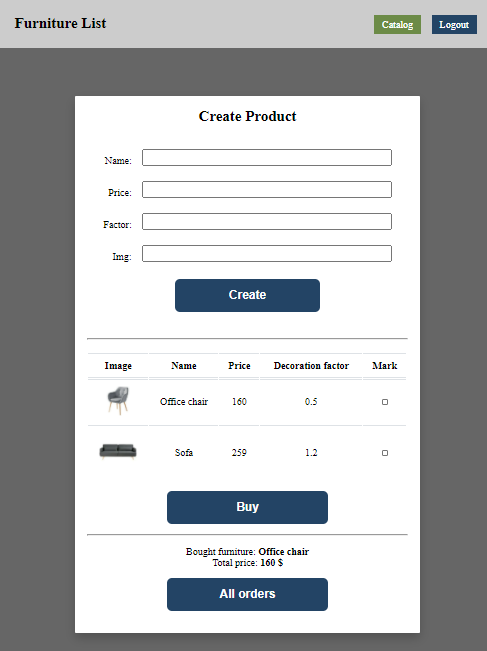 Furniture List Catalog Logout
Create Product
Name:
Price:
Factor:
Img:
Create
Image Name Price Decoration factor Mark
Office chair 160 0.5
Sofa 259 1.2
Buy
Bought furniture: Office chair
Total price: 160 $
All orders